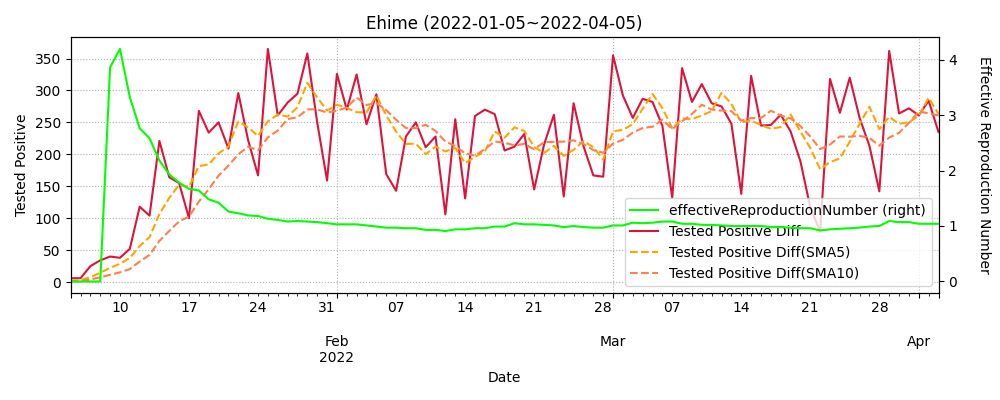 Ehime (2022-01-05~2022-04-05)
Tested Positive
350
300
250
200
150
100
50
0
4
3
2
1
0
Effective Reproduction Number
effectiveReproductionNumber (right)
Tested Positive Diff
Tested Positive Diff(SMA5)
Tested Positive Diff(SMA10)
10 17 24 31 07 14 21 28 07 14 21 28
Feb Mar Apr
2022
Date